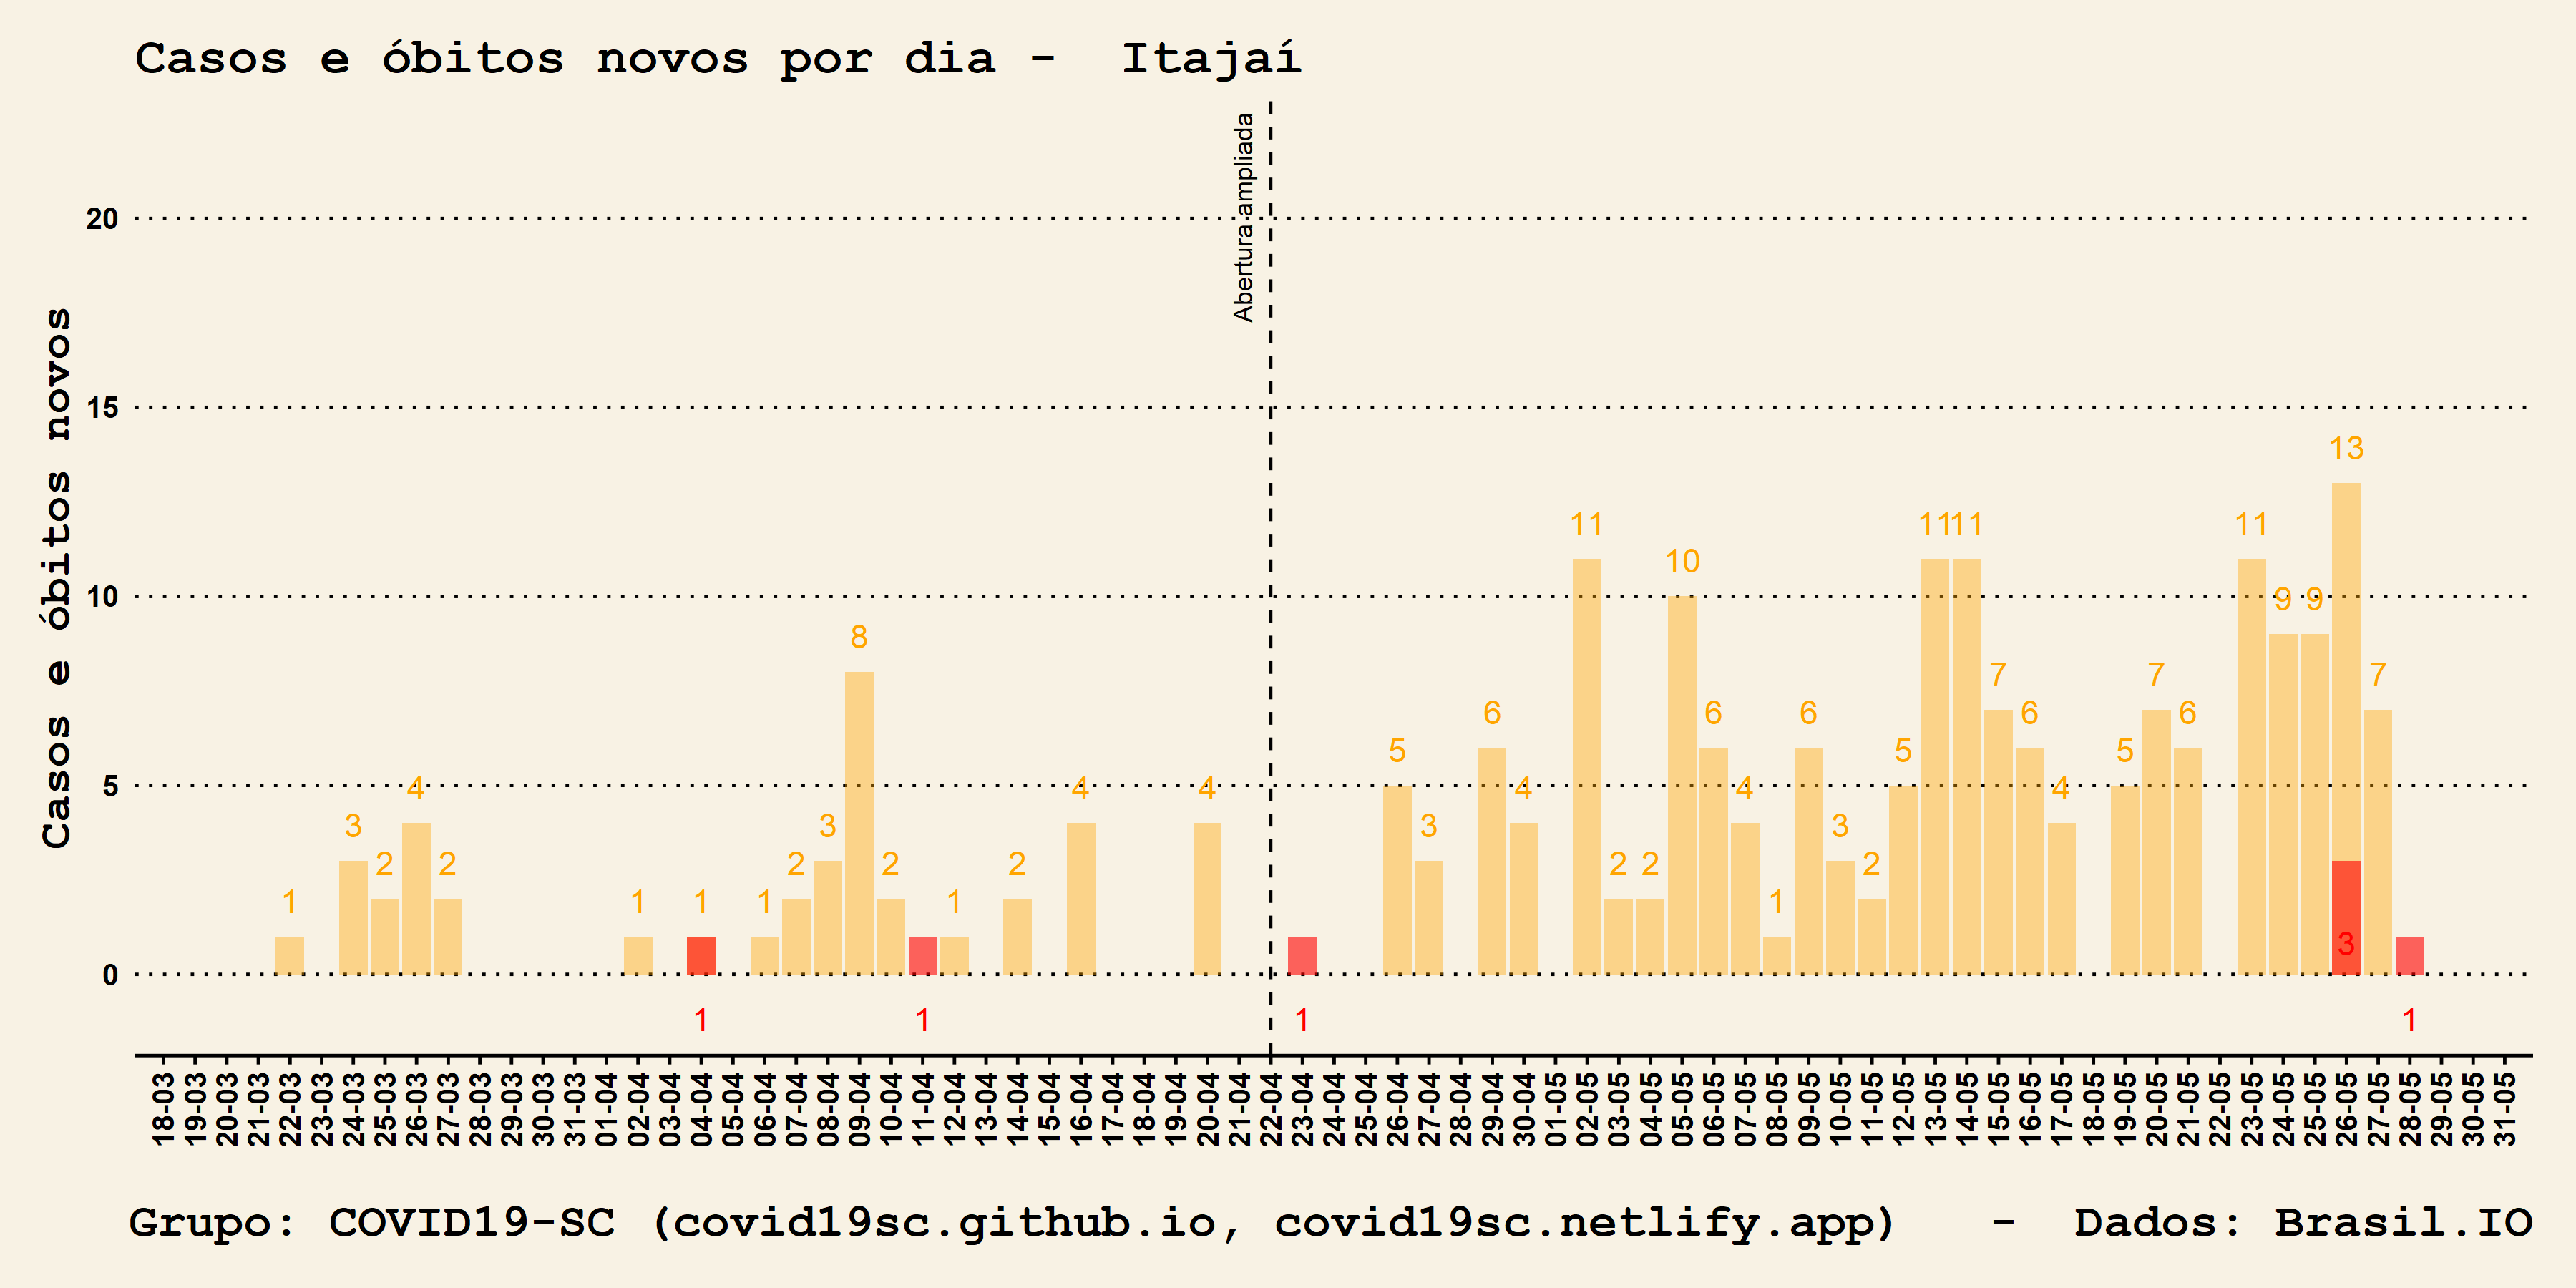 Casos e óbitos novos por dia -  Itajaí
Abertura ampliada
Casos e óbitos novos
20
15
10
5
0
1 3 2 4 2 1 1 1 2 3 8 2 1 2 4 4 5 3 6 4 11 2 2 10 6 4 1 6 3 2 5 11 11 7 6 4 5 7 6 11 9 9 13 7
1 1 1 3 1
18-03 19-03 20-03 21-03 22-03 23-03 24-03 25-03 26-03 27-03 28-03 29-03 30-03 31-03 01-04 02-04 03-04 04-04 05-04 06-04 07-04 08-04 09-04 10-04 11-04 12-04 13-04 14-04 15-04 16-04 17-04 18-04 19-04 20-04 21-04 22-04 23-04 24-04 25-04 26-04 27-04 28-04 29-04 30-04 01-05 02-05 03-05 04-05 05-05 06-05 07-05 08-05 09-05 10-05 11-05 12-05 13-05 14-05 15-05 16-05 17-05 18-05 19-05 20-05 21-05 22-05 23-05 24-05 25-05 26-05 27-05 28-05 29-05 30-05 31-05
Grupo: COVID19-SC (covid19sc.github.io, covid19sc.netlify.app)   -  Dados: Brasil.IO